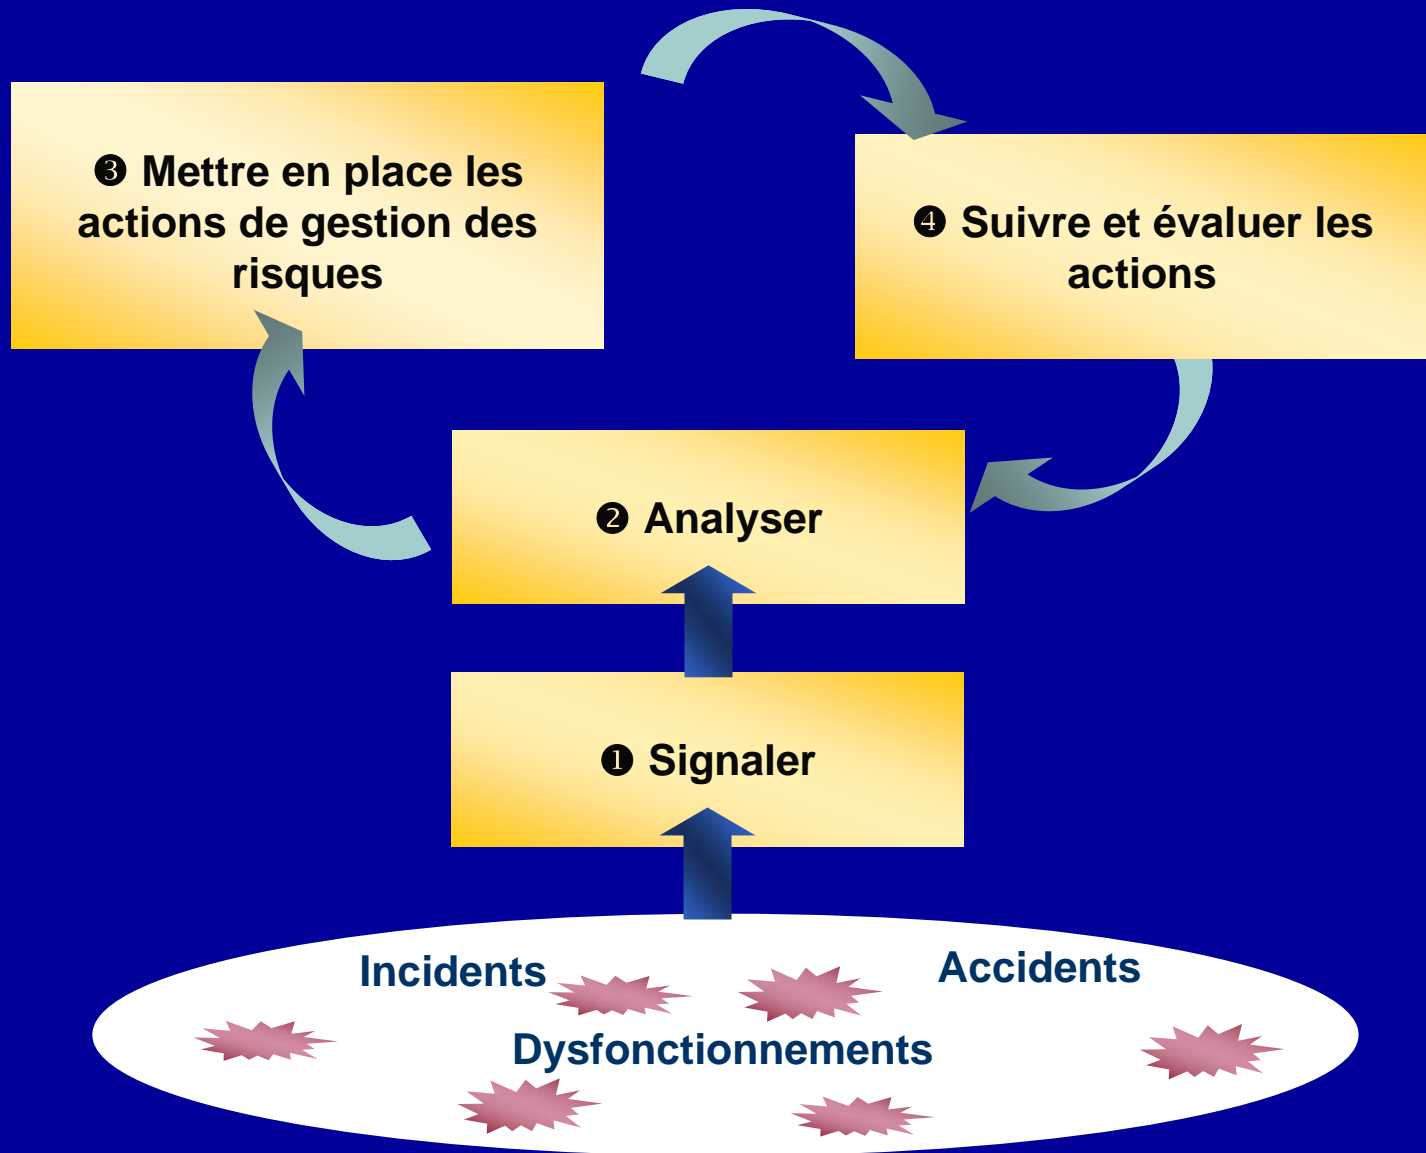 ❸ Mettre en place les
actions de gestion des
risques
❹ Suivre et évaluer les
actions
❷ Analyser
❶ Signaler
Incidents
Accidents
Dysfonctionnements